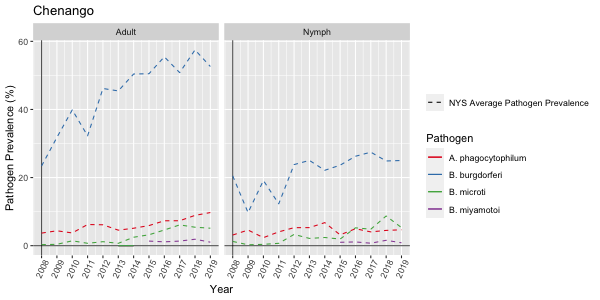 Chenango
Adult
Nymph
Pathogen Prevalence (%)
60
40
20
0
2008 2009 2010 2011 2012 2013 2014 2015 2016 2017 2018 2019
2008 2009 2010 2011 2012 2013 2014 2015 2016 2017 2018 2019
Year
NYS Average Pathogen Prevalence
Pathogen
A. phagocytophilum
B. burgdorferi
B. microti
B. miyamotoi